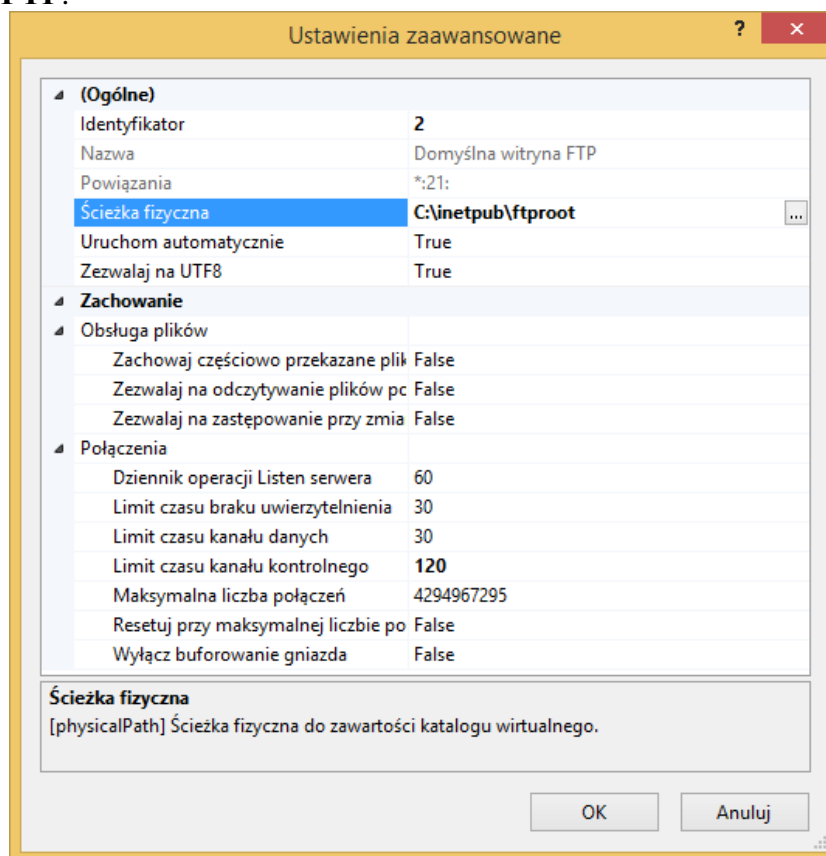 Ustawienia zaawansowane ? ×
(Ogólne)
Identyfikator 2
Nazwa Domyślna witryna FTP
Powiązania *:21:
Ścieżka fizyczna C:\inetpub\ftproot ...
Uruchom automatycznie True
Zezwalaj na UTF8 True
Zachowanie
Obsługa plików
Zachowaj częściowo przekazane plik False
Zezwalaj na odczytywanie plików po False
Zezwalaj na zastępowanie przy zmia False
Połączenia
Dziennik operacji Listen serwera 60
Limit czasu braku uwierzytelnienia 30
Limit czasu kanału danych 30
Limit czasu kanału kontrolnego 120
Maksymalna liczba połączeń 4294967295
Resetuj przy maksymalnej liczbie po False
Wyłącz buforowanie gniazda False
Ścieżka fizyczna
[physicalPath] Ścieżka fizyczna do zawartości katalogu wirtualnego.
OK Anuluj